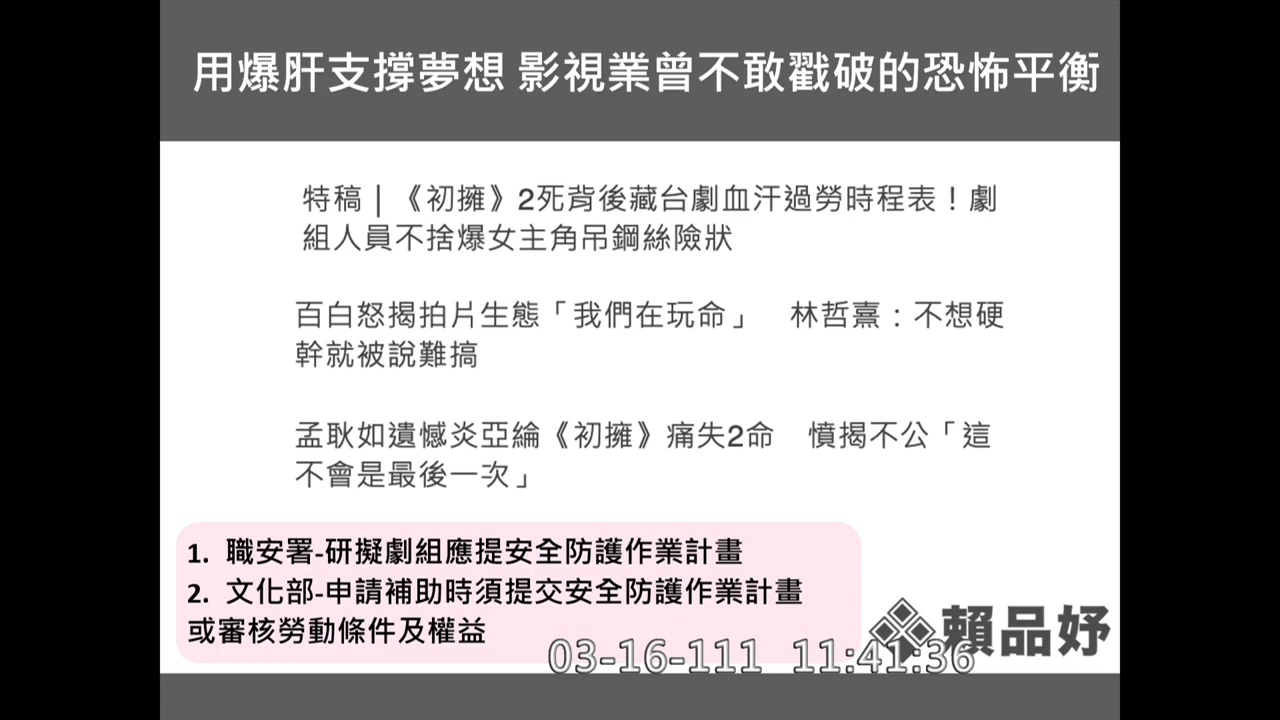 用爆肝支撐夢想 影視業曾不敢戳破的恐怖平衡
特稿｜《初擁》2死背後藏台劇血汗過勞時程表！劇
組人員不捨爆女主角吊鋼絲險狀
百白怒揭拍片生態「我們在玩命」 林哲熹：不想硬
幹就被說難搞
孟耿如遺憾炎亞綸《初擁》痛失2命 憤揭不公「這
不會是最後一次」
1. 職安署-研擬劇組應提安全防護作業計畫
2. 文化部-申請補助時須提交安全防護作業計畫
或審核勞動條件及權益
賴品妤
03-16-111 11:41:36